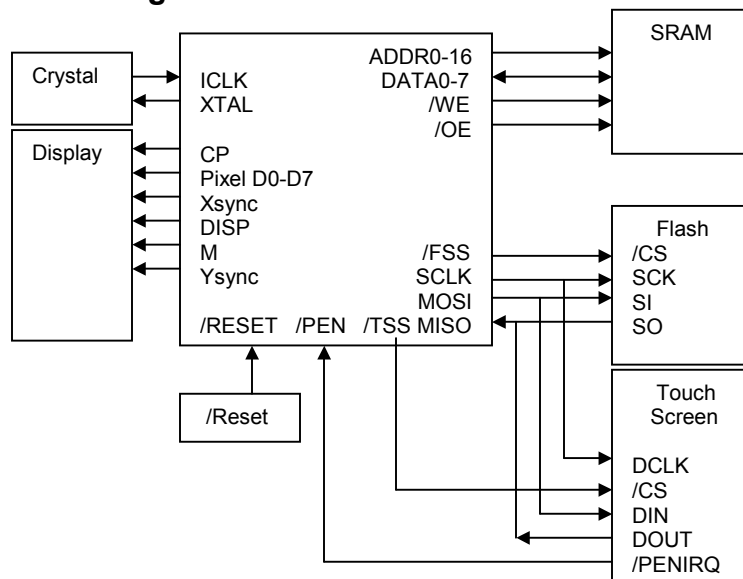 SRAM
Crystal
ICLK
XTAL
ADDR0-16
DATA0-7
/WE
/OE
Display
CP
Pixel D0-D7
Xsync
DISP
M
Ysync
/FSS
SCLK
MOSI
/RESET /PEN /TSS MISO
Flash
/CS
SCK
SI
SO
/Reset
Touch
Screen
DCLK
/CS
DIN
DOUT
/PENIRQ